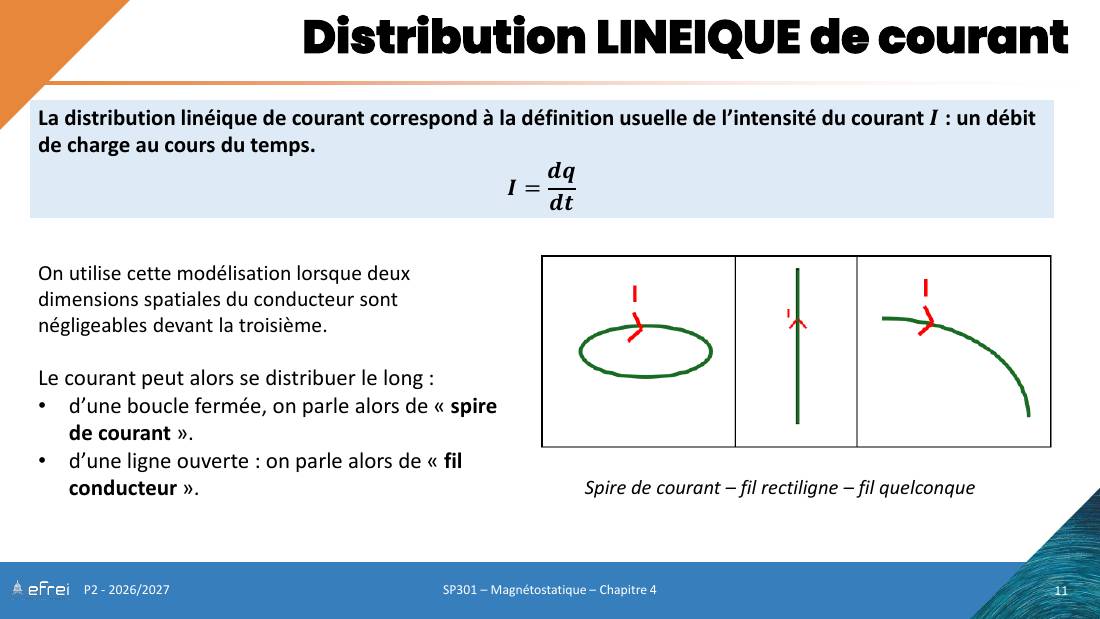 Distribution LINEIQUE de courant
La distribution linéique de courant correspond à la définition usuelle de l’intensité du courant I : un débit
de charge au cours du temps.
I = dq/dt
On utilise cette modélisation lorsque deux
dimensions spatiales du conducteur sont
négligeables devant la troisième.
Le courant peut alors se distribuer le long :
• d’une boucle fermée, on parle alors de « spire
de courant ».
• d’une ligne ouverte : on parle alors de « fil
conducteur ».
I
I
I
Spire de courant – fil rectiligne – fil quelconque
efrei
P2 - 2026/2027
SP301 – Magnétostatique – Chapitre 4
11